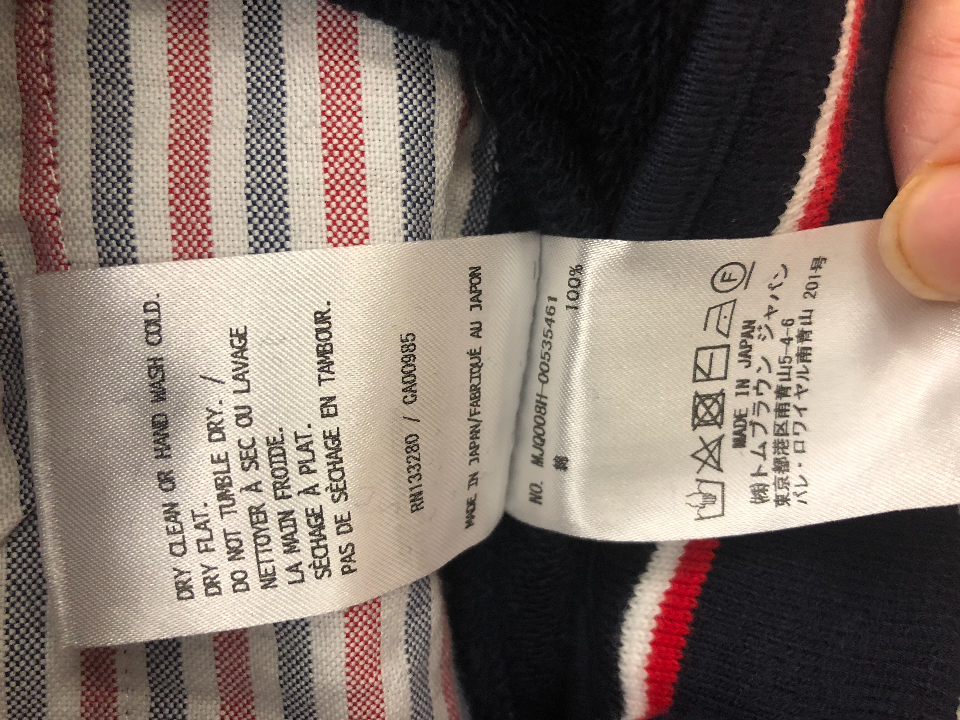 DRY CLEAN OR HAND WASH COLD.
DRY FLAT.
DO NOT TUMBLE DRY. /
NETTOYER À SEC OU LAVAGE
LA MAIN FROIDE.
SÈCHAGE À PLAT.
PAS DE SÈCHAGE EN TAMBOUR.
RN133280 / CA00985
MADE IN JAPAN/FABRIQUÉ AU JAPON
NO. MJQ008H-00535461
綿 100%
F
MADE IN JAPAN
㈱トムブラウン ジャパン
東京都港区南青山5-4-6
パレ・ロワイヤル南青山 201号